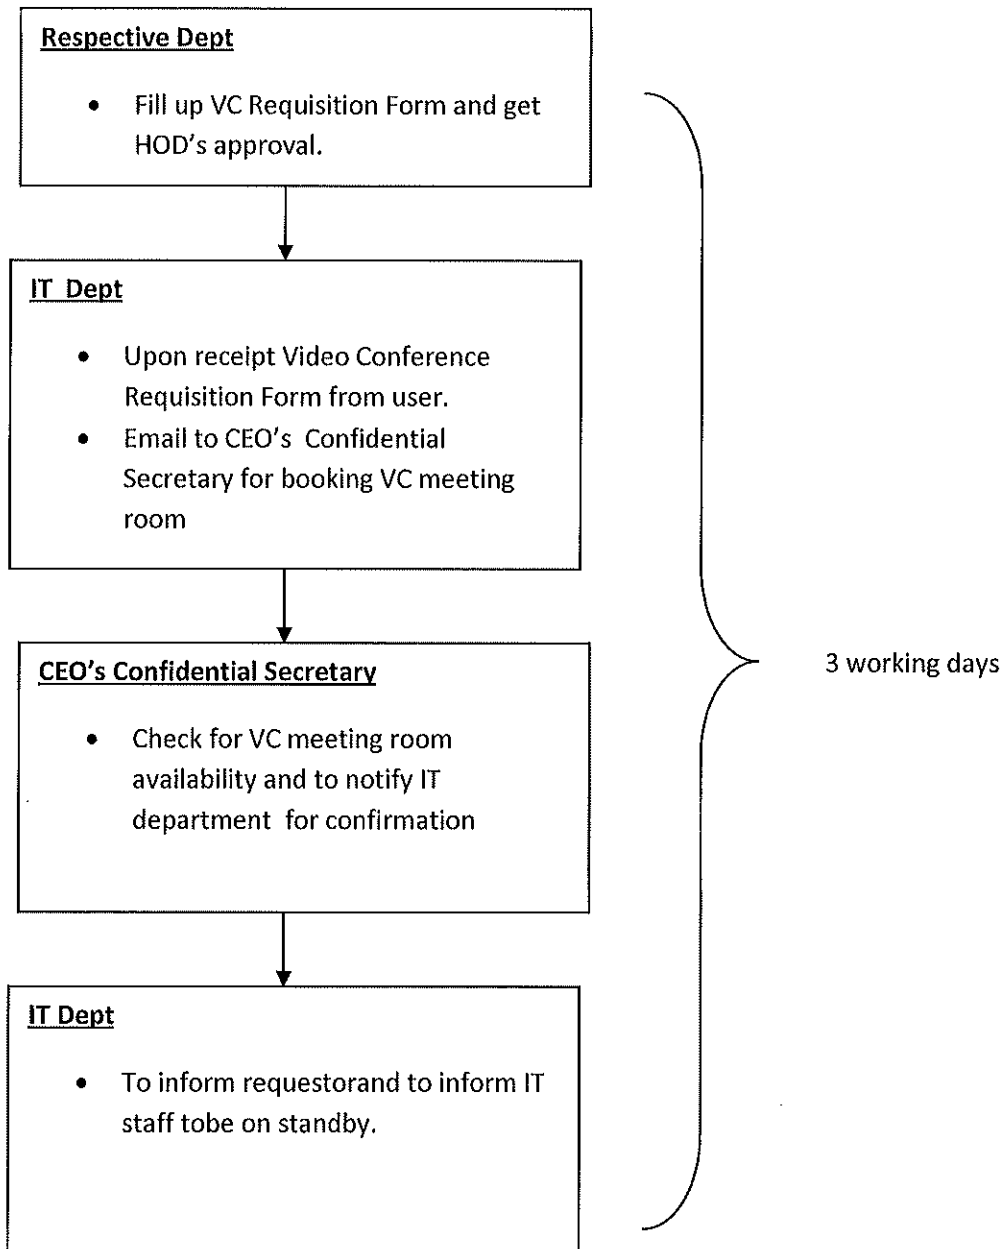 Respective Dept
• Fill up VC Requisition Form and get
HOD's approval.
IT Dept
• Upon receipt Video Conference
Requisition Form from user.
• Email to CEO's Confidential
Secretary for booking VC meeting
room
CEO's Confidential Secretary
• Check for VC meeting room
availability and to notify IT
department for confirmation
IT Dept
• To inform requestorand to inform IT
staff tobe on standby.
3 working days